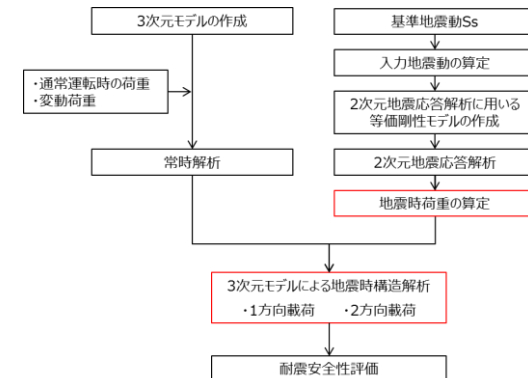 3次元モデルの作成
・通常運転時の荷重
・変動荷重
常時解析
基準地震動Ss
入力地震動の算定
2次元地震応答解析に用いる
等価剛性モデルの作成
2次元地震応答解析
地震時荷重の算定
3次元モデルによる地震時構造解析
・1方向載荷 ・2方向載荷
耐震安全性評価